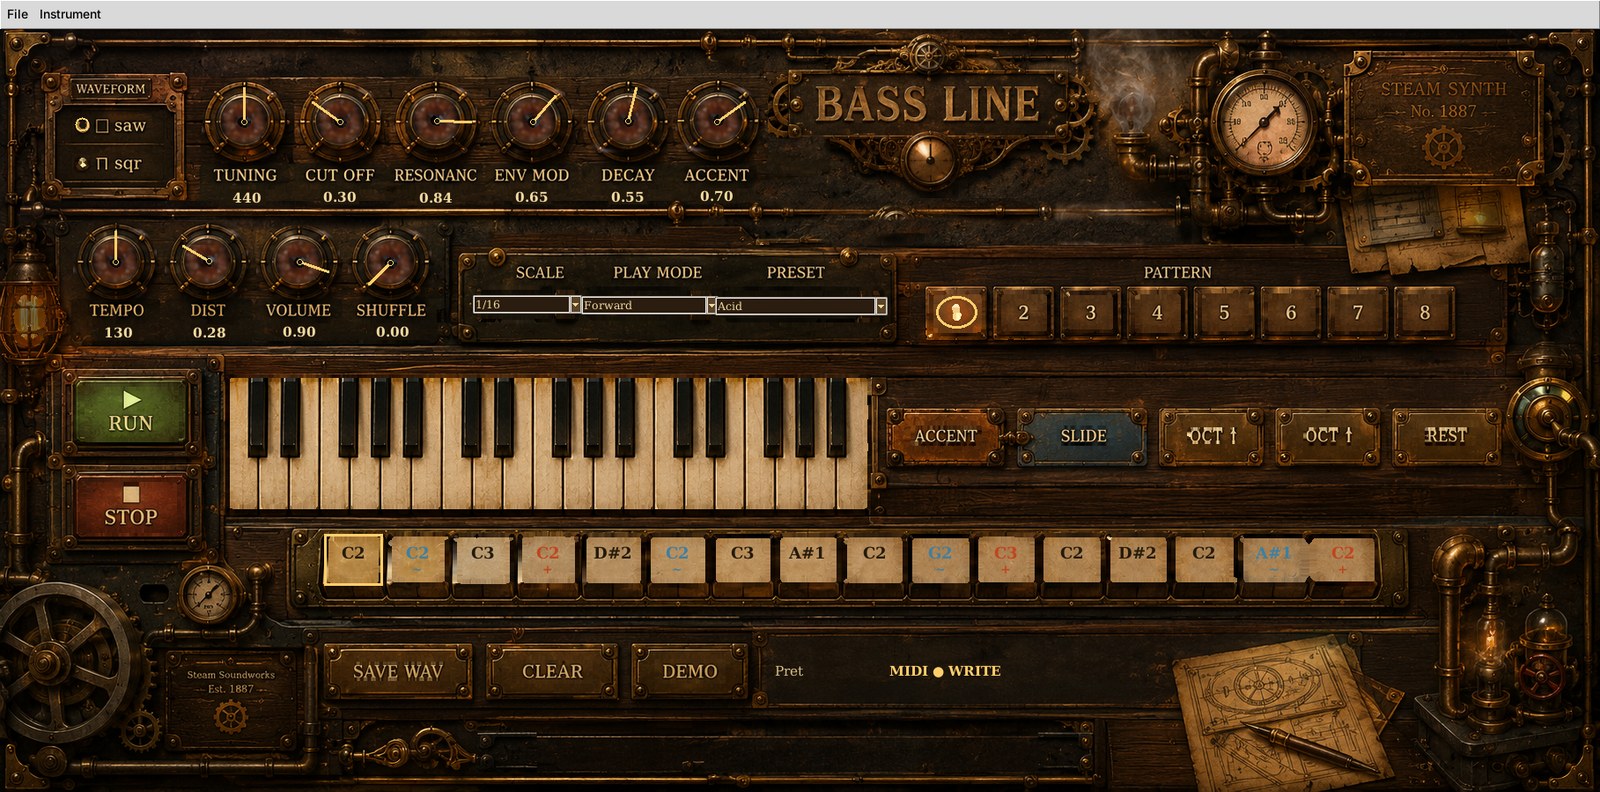 File Instrument
WAVEFORM
saw
sqr
TUNING CUT OFF RESONANC ENV MOD DECAY ACCENT
440 0.30 0.84 0.65 0.55 0.70
BASS LINE
STEAM SYNTH
No. 1887
TEMPO DIST VOLUME SHUFFLE
130 0.28 0.90 0.00
SCALE PLAY MODE PRESET
1/16 Forward Acid
PATTERN
2 3 4 5 6 7 8
RUN
STOP
ACCENT SLIDE OCT OCT REST
C2 C2 C3 C2 D#2 C2 C3 A#1 C2 G2 C3 C2 D#2 C2 A#1 C2
~ + ~ ~ + ~ +
SAVE WAV CLEAR DEMO Pret MIDI ● WRITE
Steam Soundworks
Est. 1887